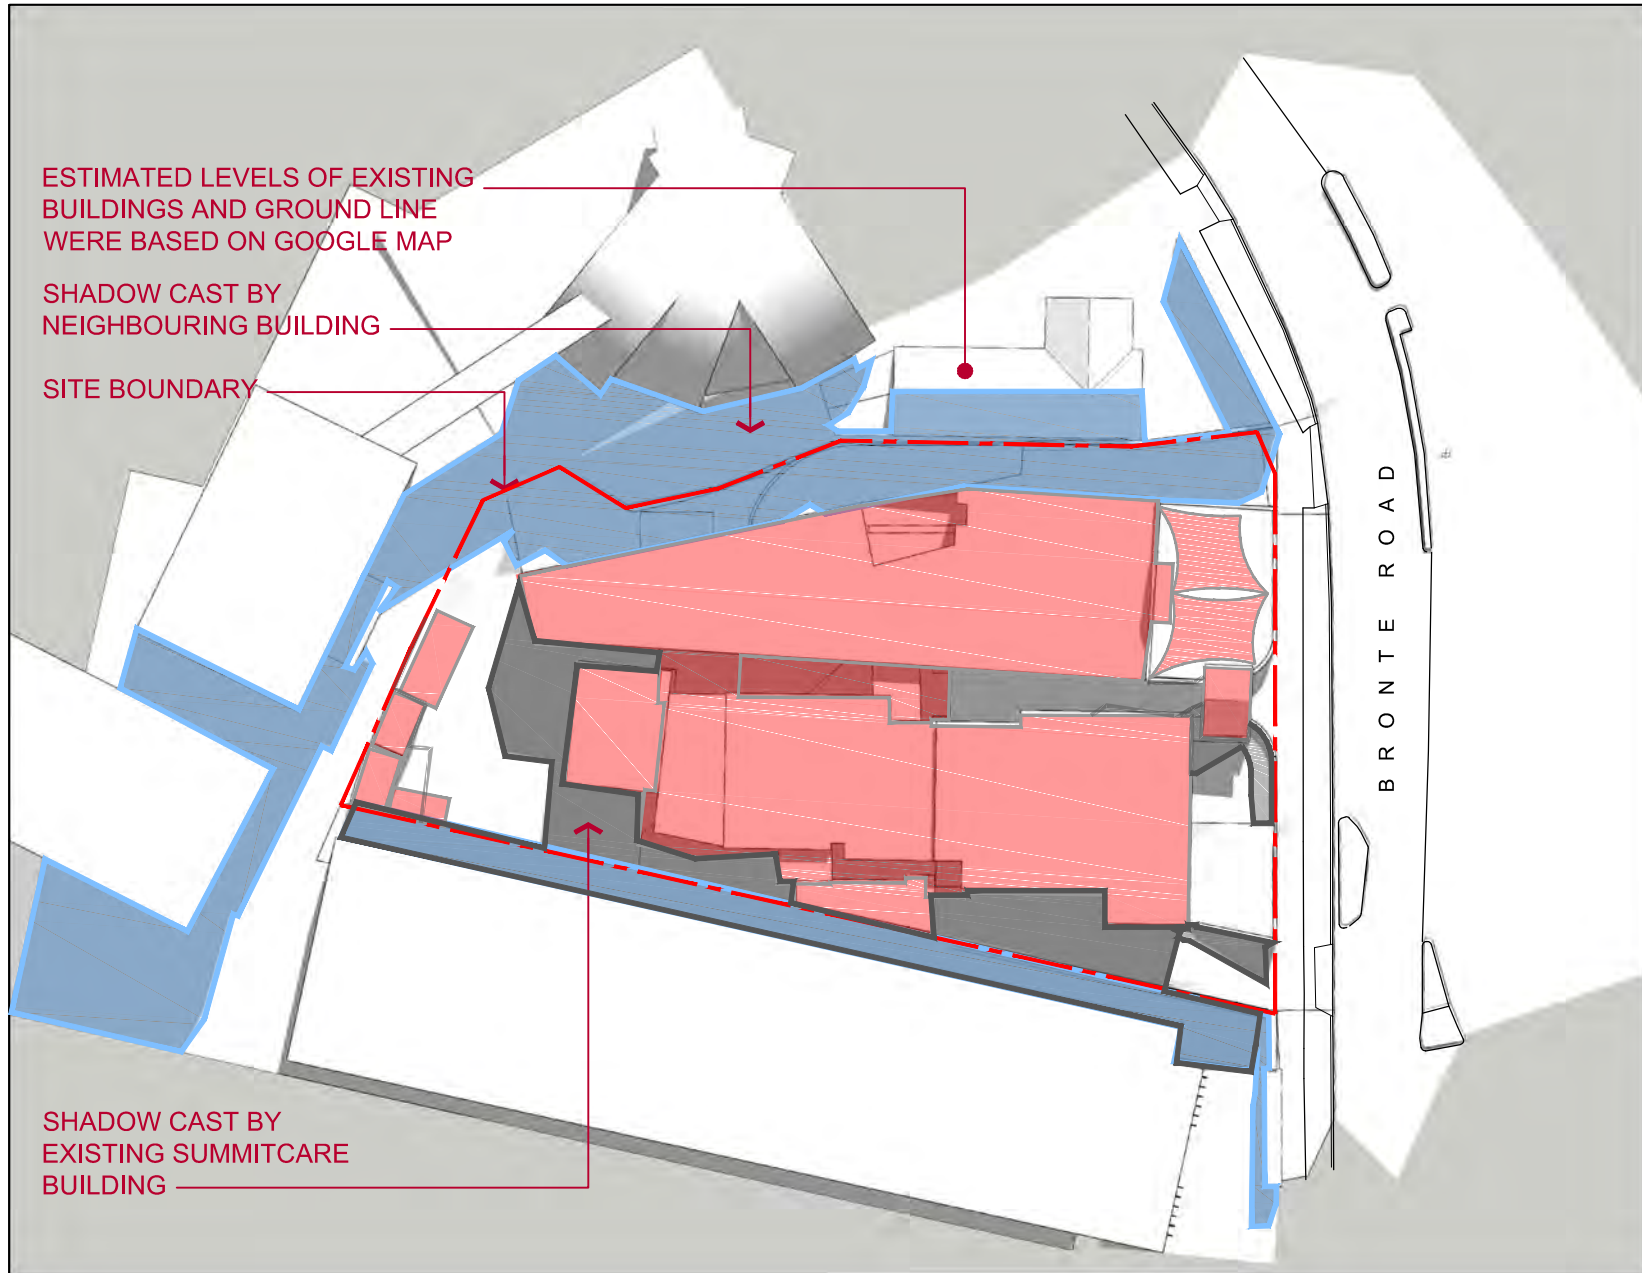 ESTIMATED LEVELS OF EXISTING
BUILDINGS AND GROUND LINE
WERE BASED ON GOOGLE MAP
SHADOW CAST BY
NEIGHBOURING BUILDING
SITE BOUNDARY
BRONTE ROAD
SHADOW CAST BY
EXISTING SUMMITCARE
BUILDING